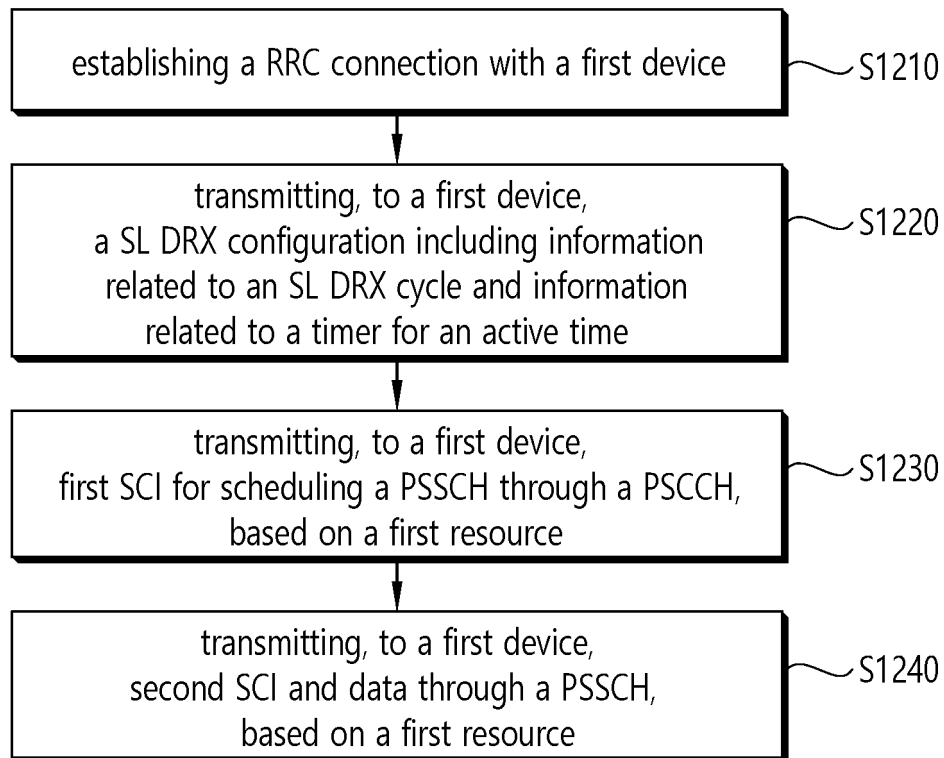 establishing a RRC connection with a first device
S1210
transmitting, to a first device,
a SL DRX configuration including information
related to an SL DRX cycle and information
related to a timer for an active time
S1220
transmitting, to a first device,
first SCI for scheduling a PSSCH through a PSCCH,
based on a first resource
S1230
transmitting, to a first device,
second SCI and data through a PSSCH,
based on a first resource
S1240